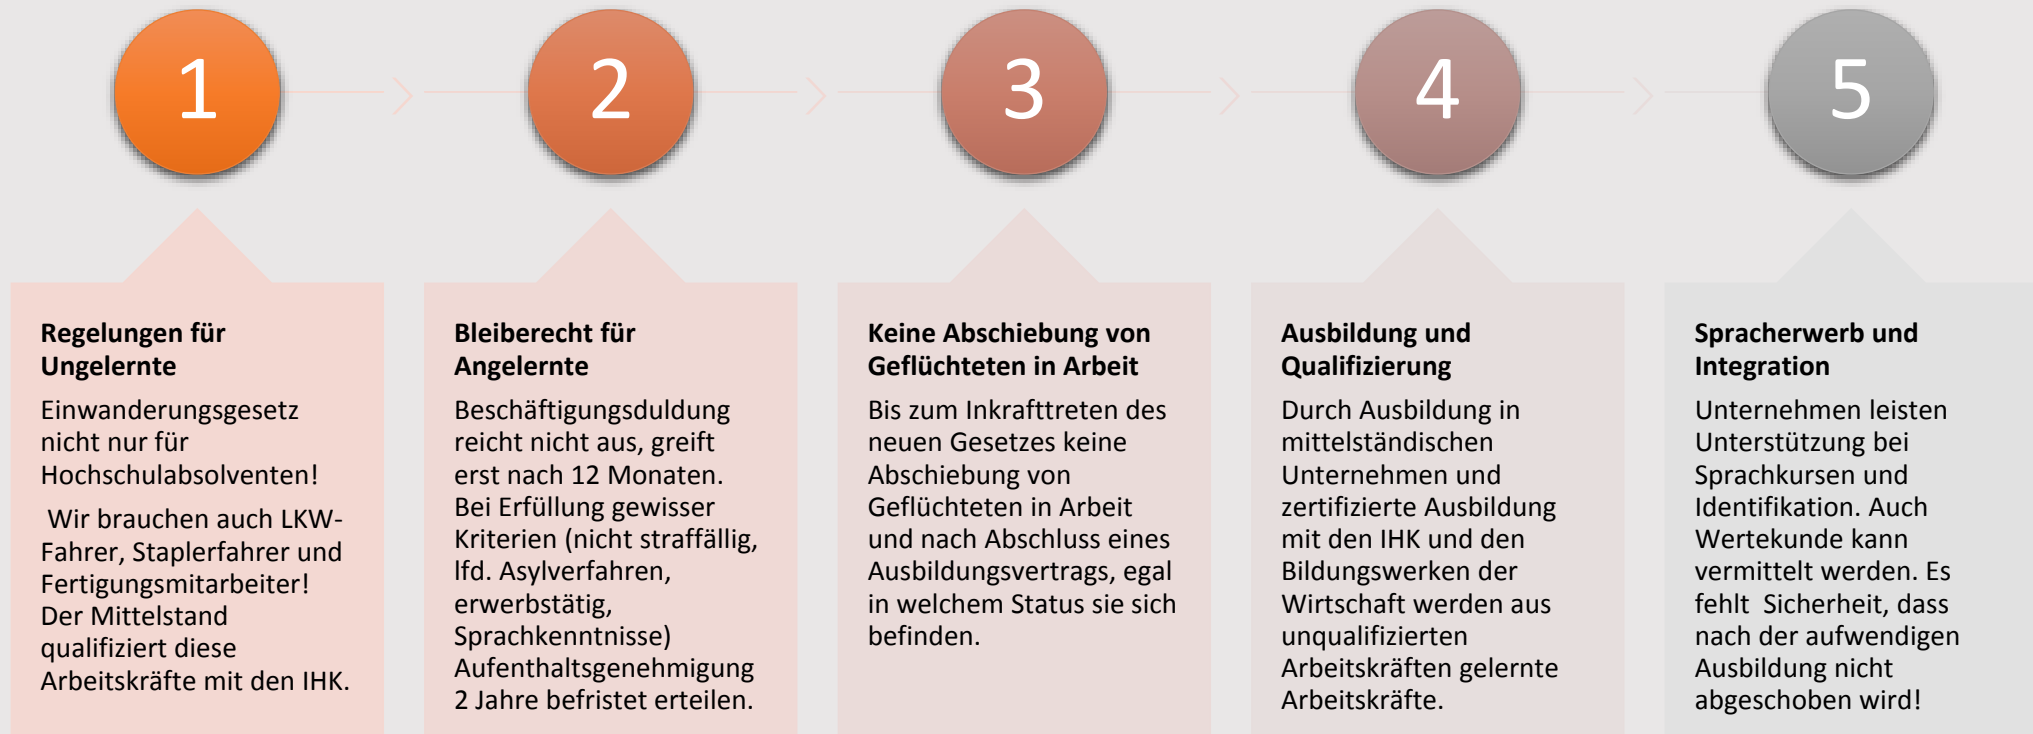 1
2
3
4
5
Regelungen für
Ungelernte
Einwanderungsgesetz
nicht nur für
Hochschulabsolventen!
Wir brauchen auch LKW-
Fahrer, Staplerfahrer und
Fertigungsmitarbeiter!
Der Mittelstand
qualifiziert diese
Arbeitskräfte mit den IHK.
Bleiberecht für
Angelernte
Beschäftigungsduldung
reicht nicht aus, greift
erst nach 12 Monaten.
Bei Erfüllung gewisser
Kriterien (nicht straffällig,
lfd. Asylverfahren,
erwerbstätig,
Sprachkenntnisse)
Aufenthaltsgenehmigung
2 Jahre befristet erteilen.
Keine Abschiebung von
Geflüchteten in Arbeit
Bis zum Inkrafttreten des
neuen Gesetzes keine
Abschiebung von
Geflüchteten in Arbeit
und nach Abschluss eines
Ausbildungsvertrags, egal
in welchem Status sie sich
befinden.
Ausbildung und
Qualifizierung
Durch Ausbildung in
mittelständischen
Unternehmen und
zertifizierte Ausbildung
mit den IHK und den
Bildungswerken der
Wirtschaft werden aus
unqualifizierten
Arbeitskräften gelernte
Arbeitskräfte.
Spracherwerb und
Integration
Unternehmen leisten
Unterstützung bei
Sprachkursen und
Identifikation. Auch
Wertekunde kann
vermittelt werden. Es
fehlt  Sicherheit, dass
nach der aufwendigen
Ausbildung nicht
abgeschoben wird!